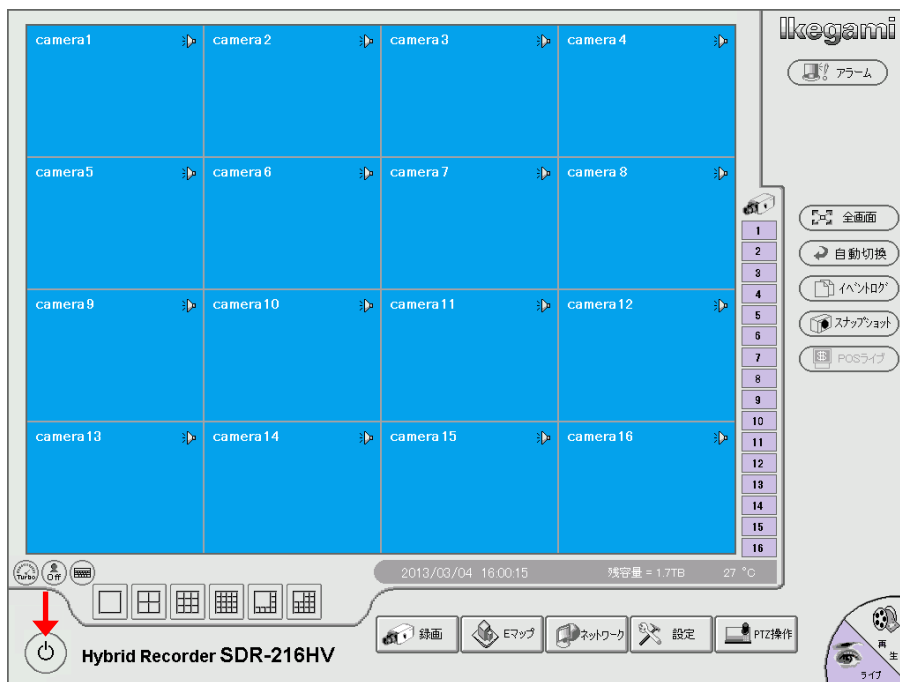 Ikegami
アラーム
camera1
camera2
camera3
camera4
camera5
camera6
camera7
camera8
camera9
camera10
camera11
camera12
camera13
camera14
camera15
camera16
1
2
3
4
5
6
7
8
9
10
11
12
13
14
15
16
全画面
自動切換
イベントログ
スナップショット
POSライブ
Turbo
Off
2013/03/04 16:00:15
残容量 = 1.7TB
27 °C
Hybrid Recorder SDR-216HV
録画
Eマップ
ネットワーク
設定
PTZ操作
再生
ライブ